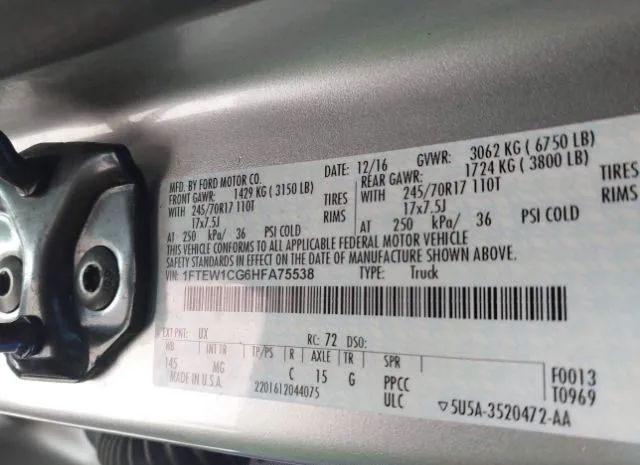 MFD. BY FORD MOTOR CO. DATE: 12/16 GVWR: 3062 KG ( 6750 LB)
FRONT GAWR: 1429 KG ( 3150 LB) REAR GAWR: 1724 KG ( 3800 LB)
WITH 245/70R17 110T TIRES WITH 245/70R17 110T TIRES
17x7.5J RIMS 17x7.5J RIMS
AT 250 kPa/ 36 PSI COLD AT 250 kPa/ 36 PSI COLD
THIS VEHICLE CONFORMS TO ALL APPLICABLE FEDERAL MOTOR VEHICLE
SAFETY STANDARDS IN EFFECT ON THE DATE OF MANUFACTURE SHOWN ABOVE
VIN: 1FTEW1CG6HFA75538 TYPE: Truck
EXT PNT: UX RC: 72 DSO:
WB INT TR TP/PS R AXLE TR SPR
145 MG C 15 G PPCC F0013
MADE IN U.S.A. 220161204407S ULC T0969
5U5A-3520472-AA